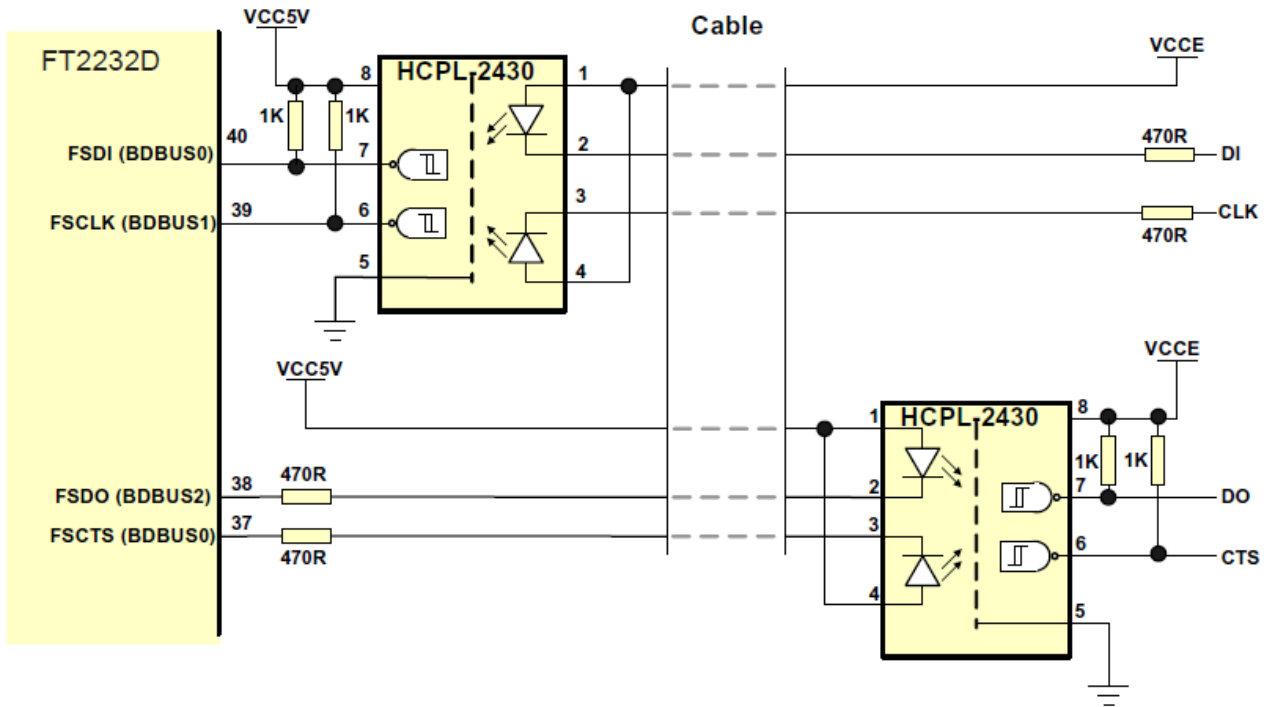 VCC5V
Cable
FT2232D
HCPL-2430
VCCE
8
1
1K
1K
40
FSDI (BDBUS0)
7
2
470R
DI
39
FSCLK (BDBUS1)
6
3
CLK
470R
5
4
VCC5V
VCCE
1
HCPL-2430
8
470R
38
FSDO (BDBUS2)
2
1K
1K
7
DO
37
FSCTS (BDBUS0)
470R
3
6
CTS
4
5